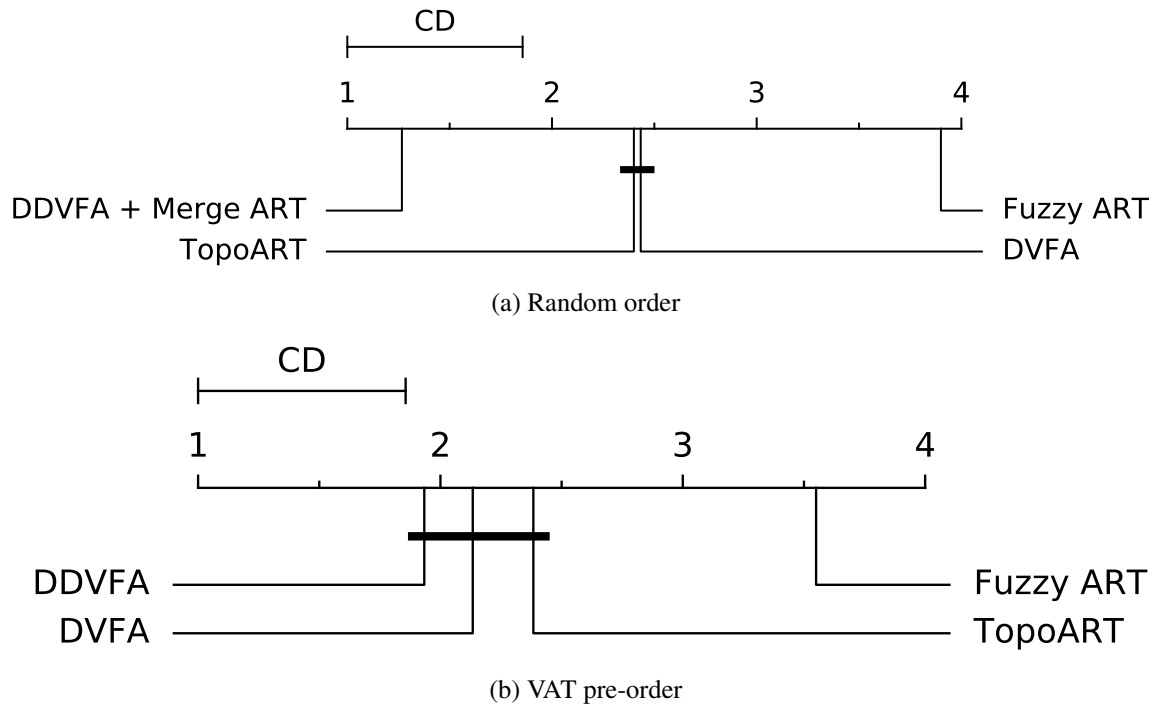 CD
1 2 3 4
DDVFA + Merge ART Fuzzy ART
TopoART DVFA
(a) Random order
CD
1 2 3 4
DDVFA Fuzzy ART
DVFA TopoART
(b) VAT pre-order